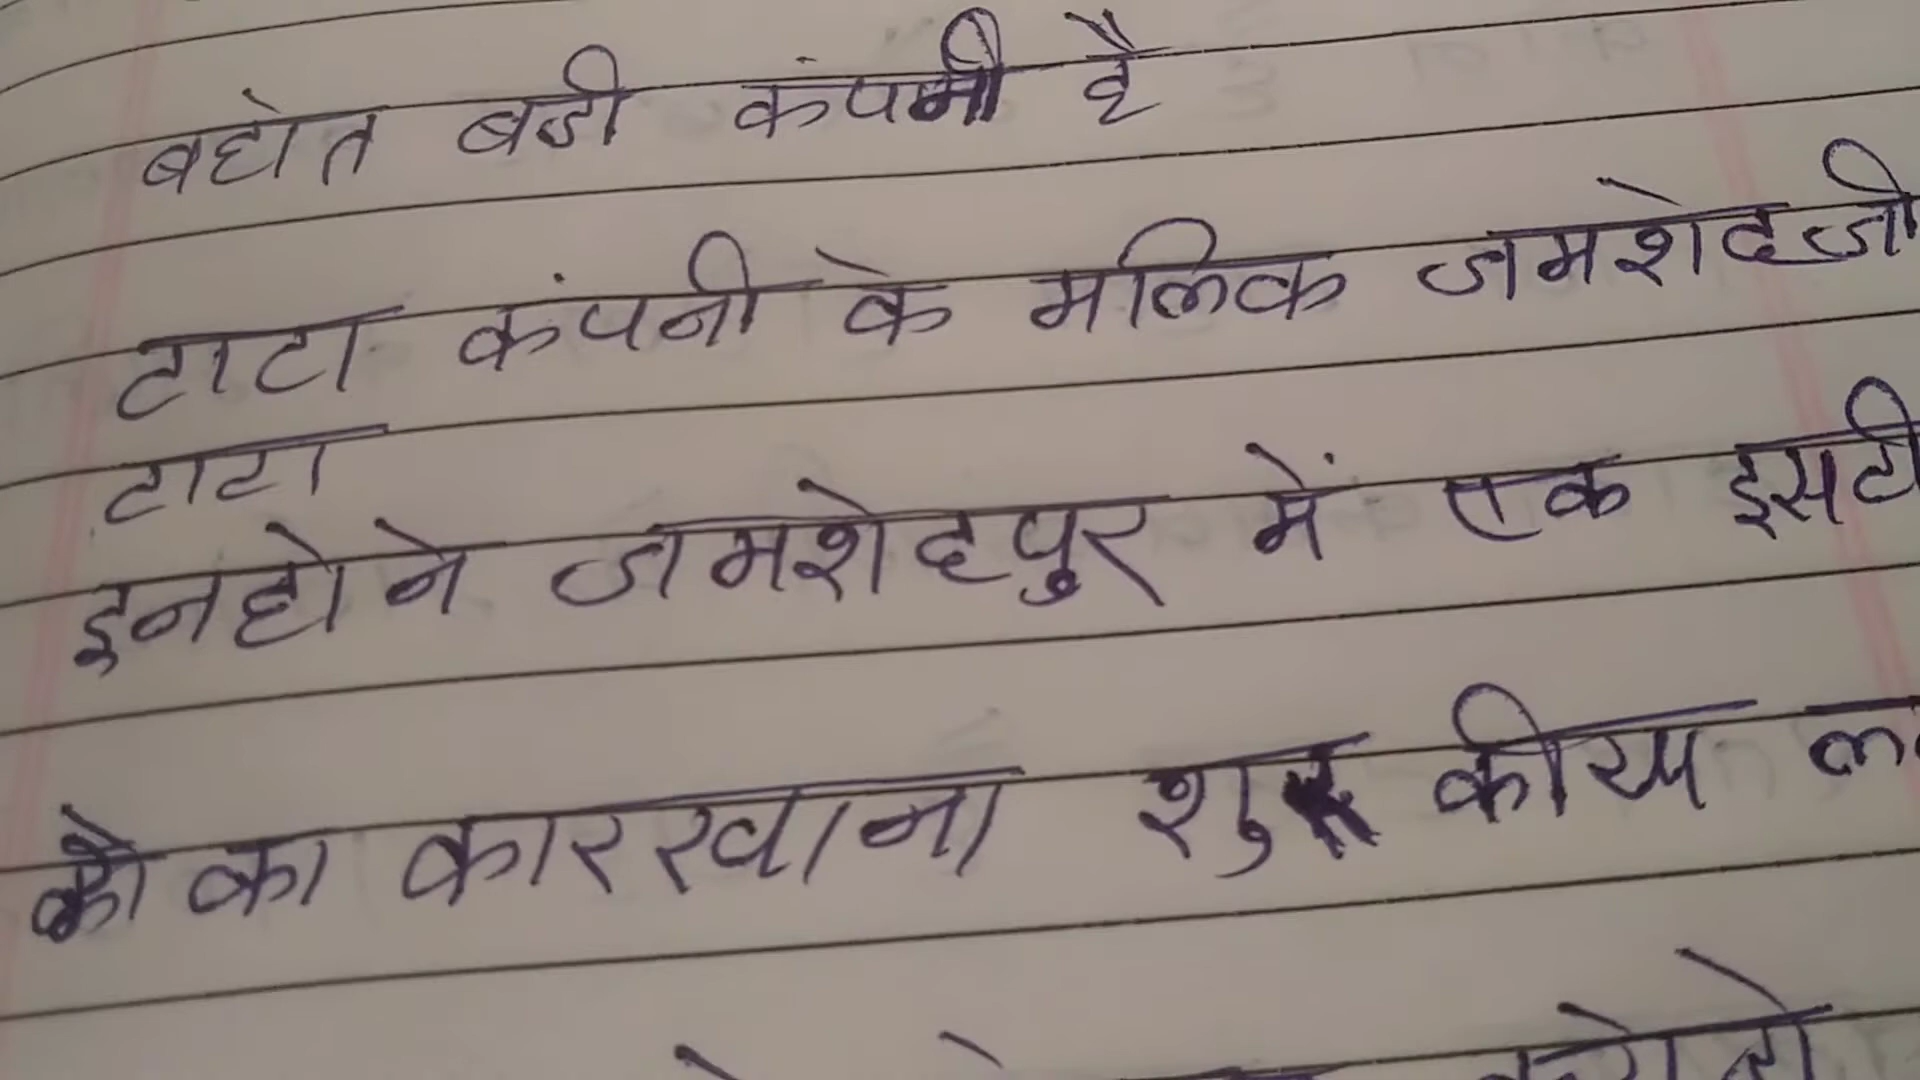 बहोत बडी कंपनी है
टाटा कंपनी के मलिक जमशेदजी
टाटा
इनहोने जमशेदपुर में एक इसटी
का कारखाना शुरू कीया